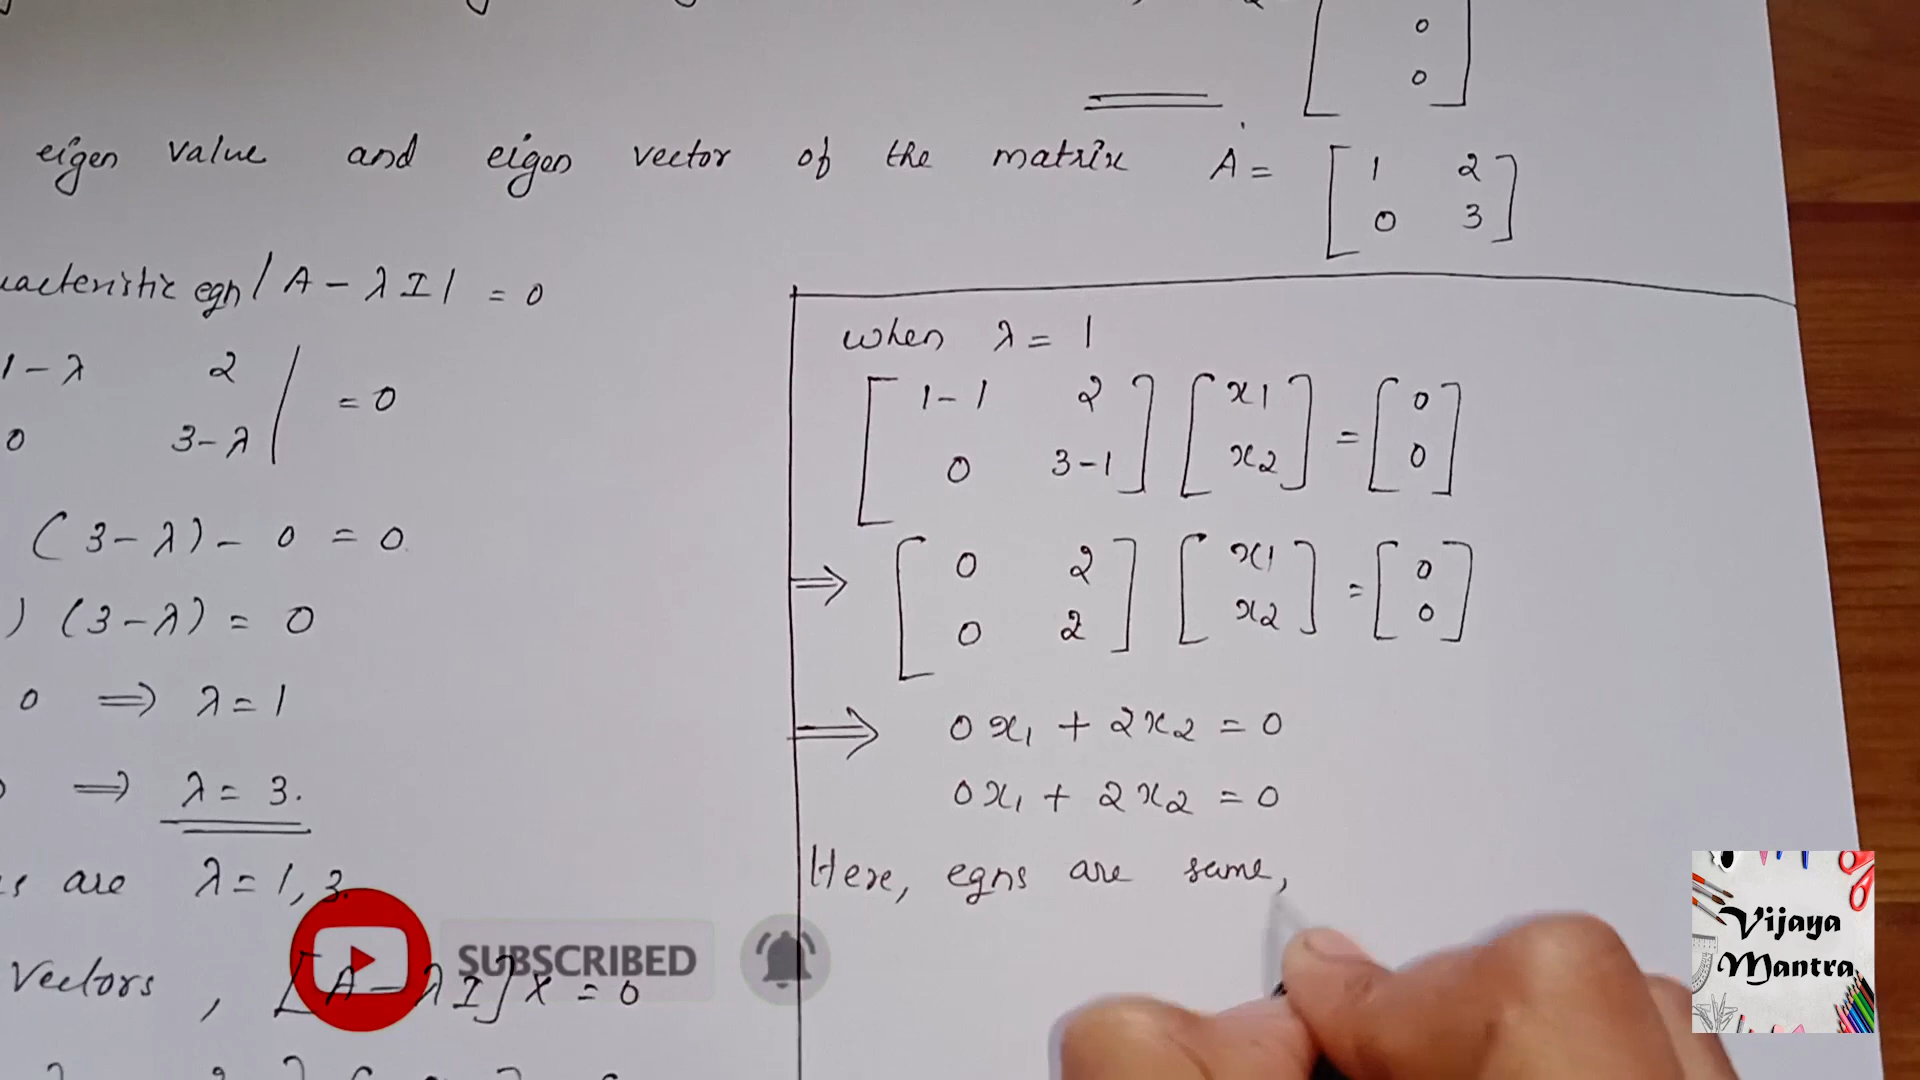 0
0
eigen value and eigen vector of the matrix A = [1 2
0 3]
eqn |A - λI| = 0
1-λ 2
0 3-λ | = 0
(3-λ) - 0 = 0
) (3-λ) = 0
0 ⇒ λ = 1
⇒ λ = 3.
are λ = 1, 3.
vectors, [A - λI] X = 0
when λ = 1
[1-1 2
0 3-1] [x1
x2] = [0
0]
⇒ [0 2
0 2] [x1
x2] = [0
0]
⇒ 0x₁ + 2x₂ = 0
0x₁ + 2x₂ = 0
Here, eqns are same,
SUBSCRIBED
Vijaya
Mantra